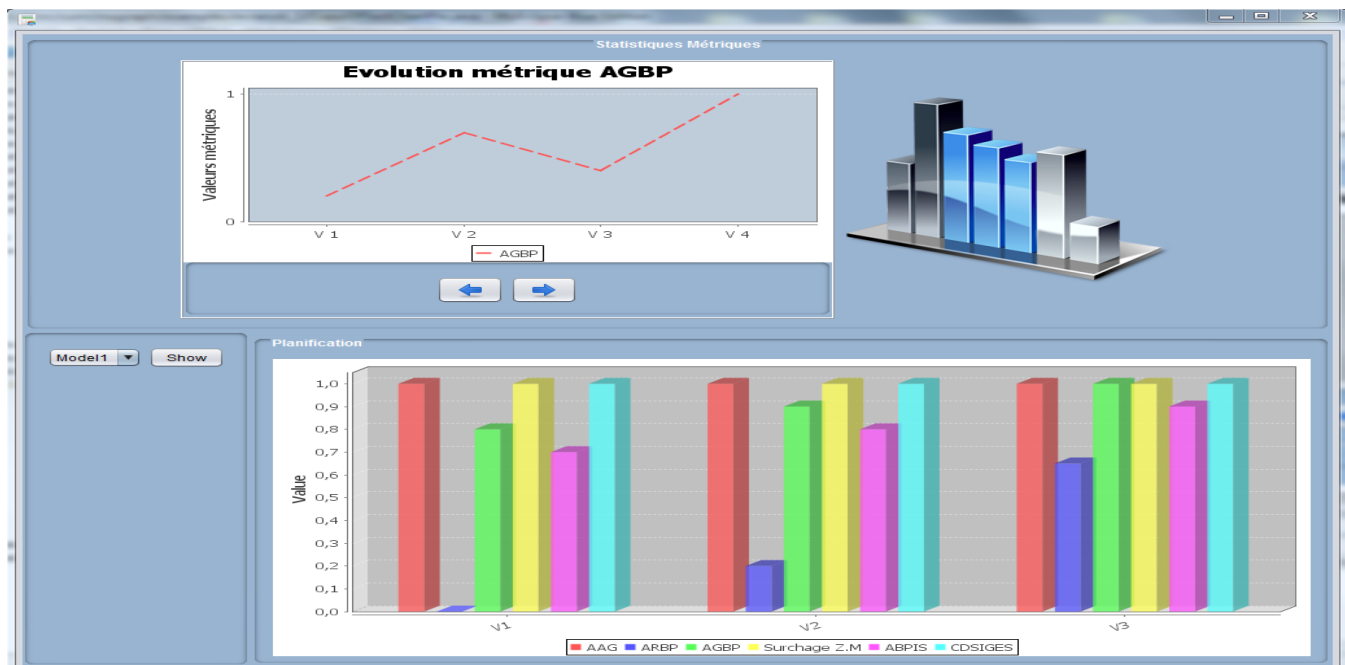 Statistiques Métriques
Evolution métrique AGBP
Valeurs métriques
1
0
V 1 V 2 V 3 V 4
AGBP
Model1 Show
Planification
Value
1,0
0,9
0,8
0,7
0,6
0,5
0,4
0,3
0,2
0,1
0,0
V1 V2 V3
AAG ARBP AGBP Surchage Z.M ABPIS CDSIGES